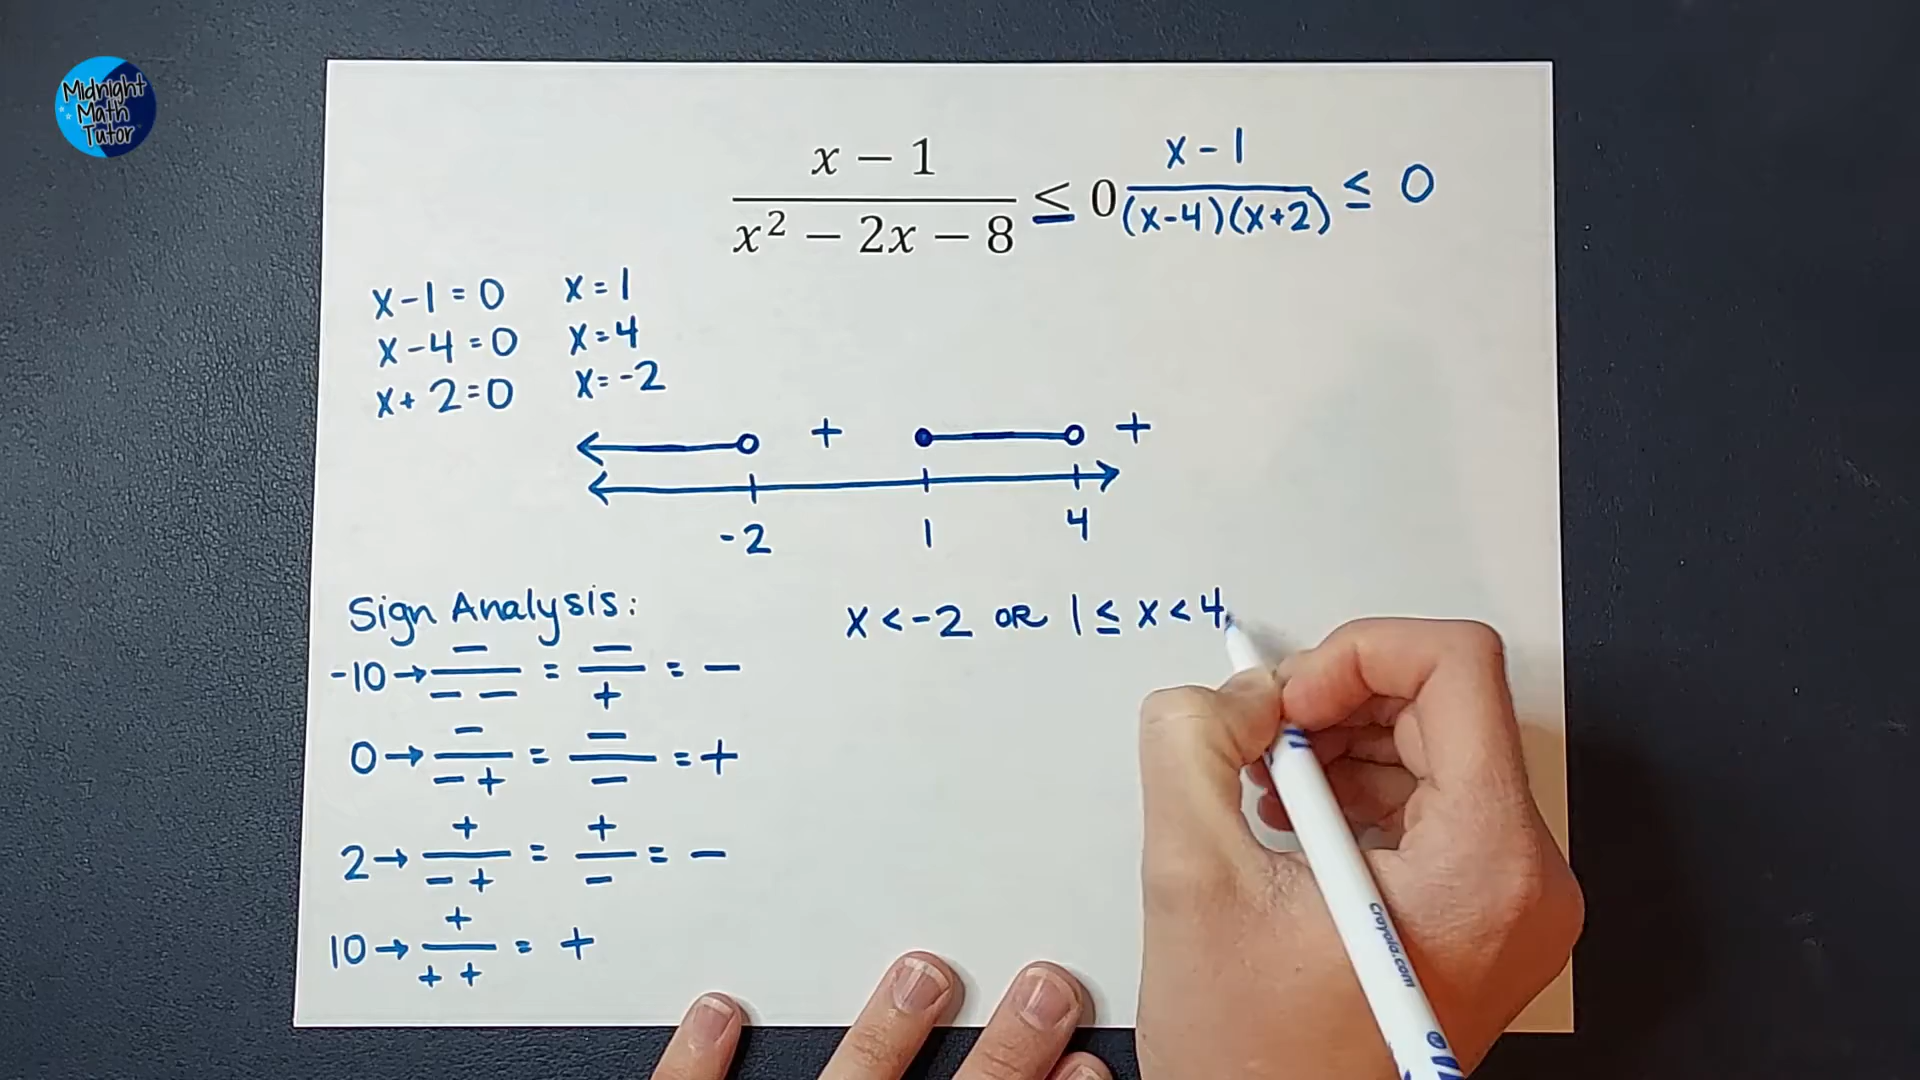 Midnight
Math
Tutor
x − 1
x² − 2x − 8
≤ 0
x-1
(x-4)(x+2)
≤ 0
x-1=0 x=1
x-4=0 x=4
x+2=0 x=-2
+ +
-2 1 4
Sign Analysis:
x < -2 OR 1 ≤ x < 4
-10 → −/− − = −/+ = −
0 → −/− + = −/− = +
2 → +/− + = +/− = −
10 → +/+ + = +
Crayola.com